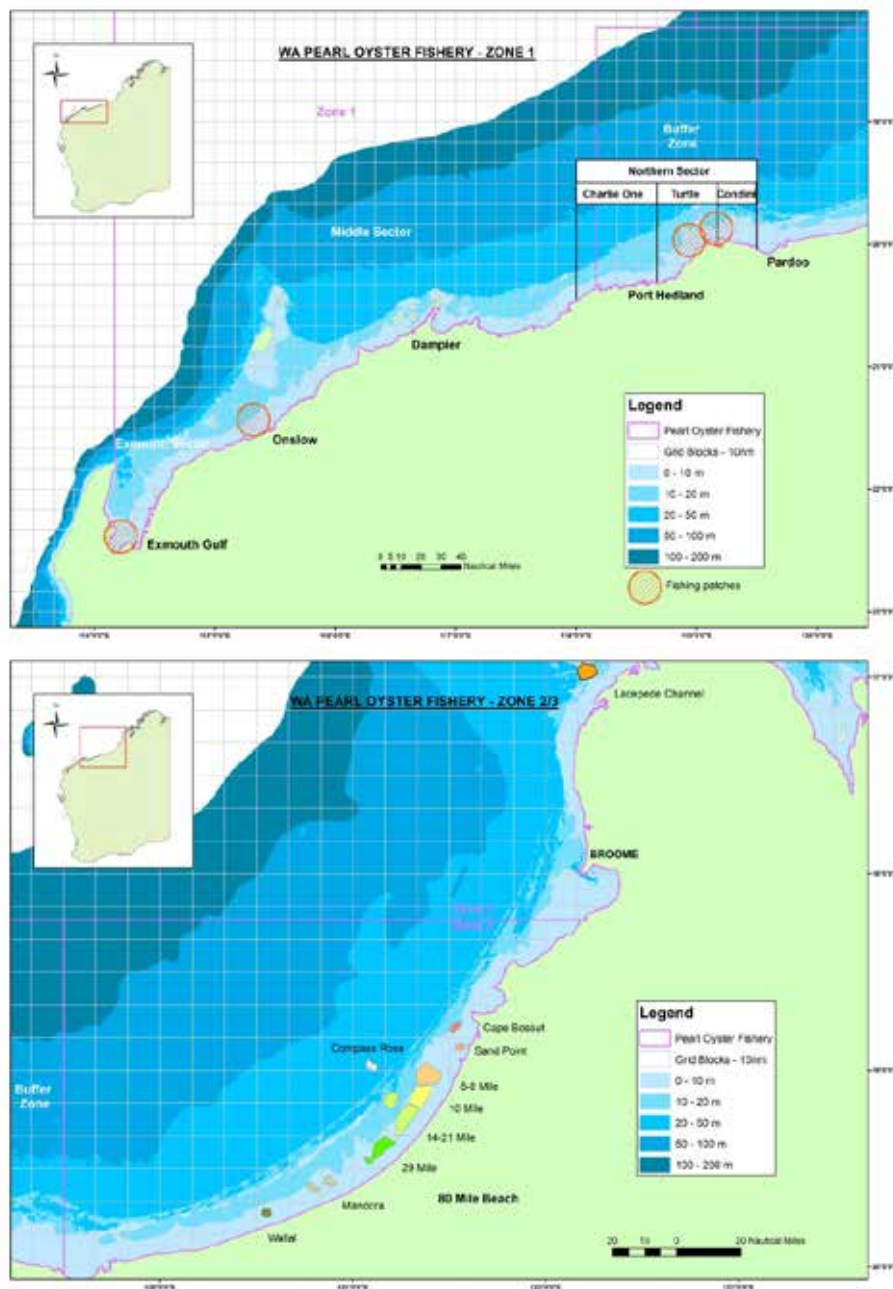 WA PEARL OYSTER FISHERY - ZONE 1
Zone 1
Buffer
Zone
Northern Sector
Charlie One Turtle Condini
Middle Sector
Pardoo
Port Hedland
Dampier
Legend
Pearl Oyster Fishery
Grid Blocks - 10nm
0 - 10 m
10 - 20 m
20 - 50 m
50 - 100 m
100 - 200 m
Fishing patches
Exmouth Sector
Onslow
Exmouth Gulf
Nautical Miles
WA PEARL OYSTER FISHERY - ZONE 2/3
Lacepede Channel
BROOME
Legend
Pearl Oyster Fishery
Grid Blocks - 10nm
0 - 10 m
10 - 20 m
20 - 50 m
50 - 100 m
100 - 200 m
Cape Bossut
Compass Rose
Sand Point
Buffer
Zone
10 Mile
14-21 Mile
29 Mile
80 Mile Beach
Mandora
Wallal
20 10 0 20 Nautical Miles